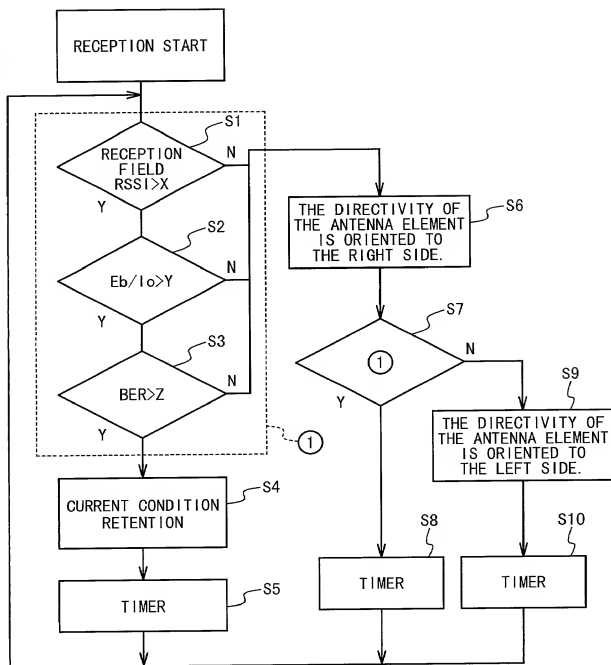 RECEPTION START
S1
RECEPTION
FIELD
RSSI>X
N
Y
S2
Eb/Io>Y
N
Y
S3
BER>Z
N
Y
1
S4
CURRENT CONDITION
RETENTION
TIMER
S5
S6
THE DIRECTIVITY OF
THE ANTENNA ELEMENT
IS ORIENTED TO
THE RIGHT SIDE.
S7
1
N
Y
S9
THE DIRECTIVITY OF
THE ANTENNA ELEMENT
IS ORIENTED TO
THE LEFT SIDE.
S8
TIMER
S10
TIMER